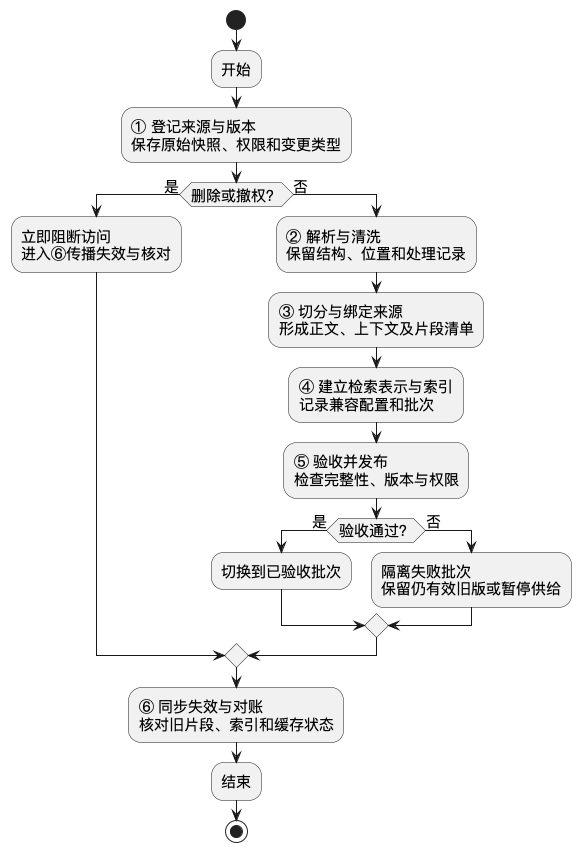 开始
① 登记来源与版本
保存原始快照、权限和变更类型
是
删除或撤权?
否
立即阻断访问
进入⑥传播失效与核对
② 解析与清洗
保留结构、位置和处理记录
③ 切分与绑定来源
形成正文、上下文及片段清单
④ 建立检索表示与索引
记录兼容配置和批次
⑤ 验收并发布
检查完整性、版本与权限
是
验收通过?
否
切换到已验收批次
隔离失败批次
保留仍有效旧版或暂停供给
⑥ 同步失效与对账
核对旧片段、索引和缓存状态
结束